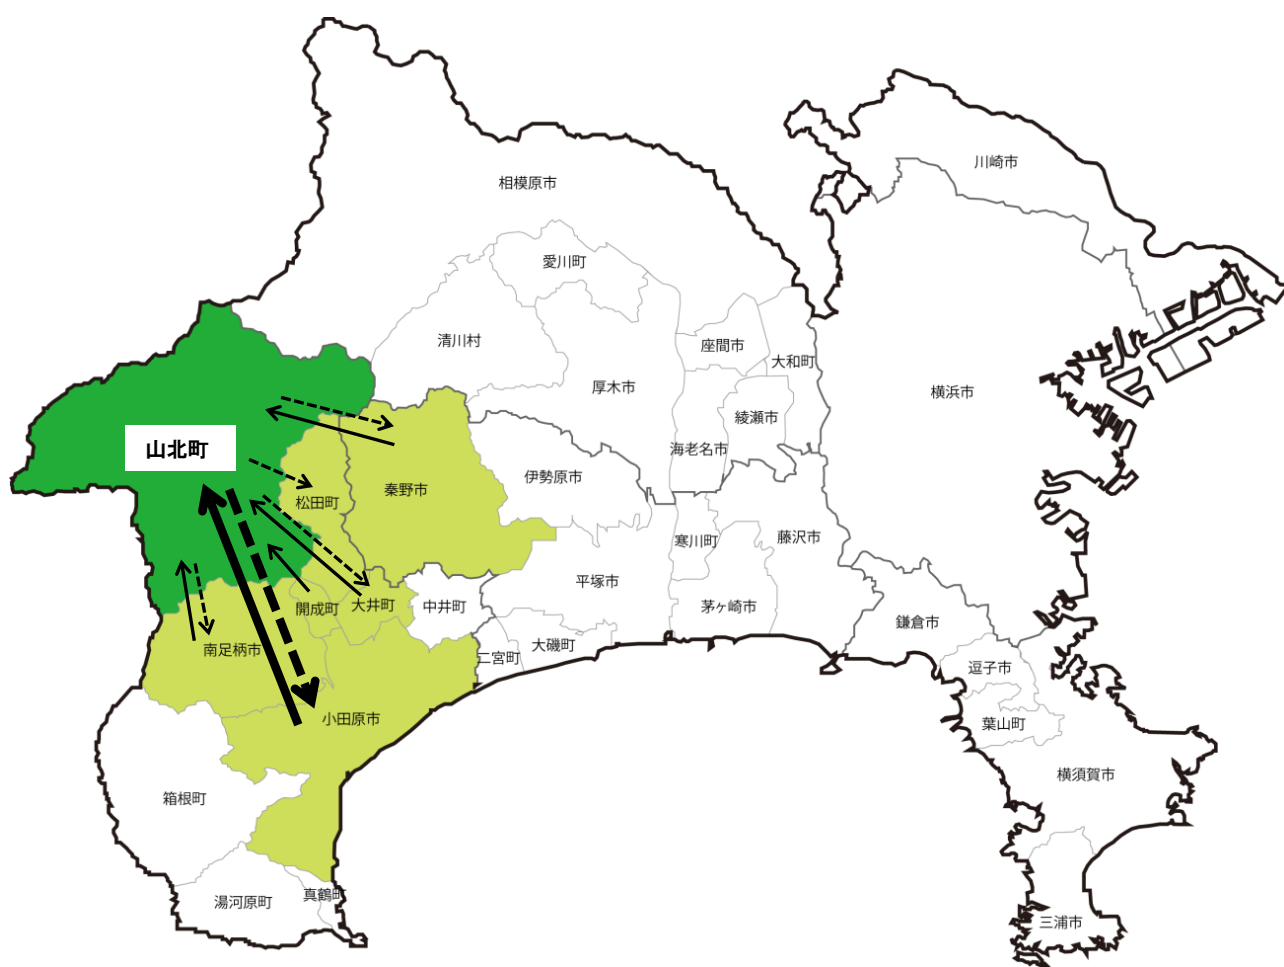 川崎市
相模原市
愛川町
清川村
座間市
大和町
厚木市
横浜市
綾瀬市
山北町
海老名市
伊勢原市
秦野市
松田町
寒川町
藤沢市
平塚市
大井町
中井町
茅ヶ崎市
開成町
鎌倉市
大磯町
南足柄市
二宮町
逗子市
小田原市
葉山町
横須賀市
箱根町
真鶴町
湯河原町
三浦市